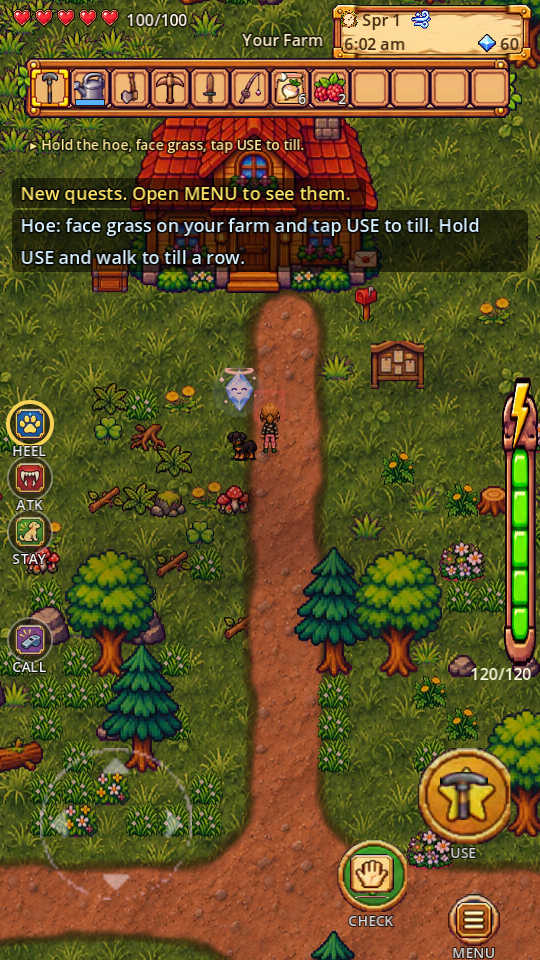 100/100
Spr 1
Your Farm
6:02 am
60
6
2
▸ Hold the hoe, face grass, tap USE to till.
New quests. Open MENU to see them.
Hoe: face grass on your farm and tap USE to till. Hold
USE and walk to till a row.
HEEL
ATK
STAY
CALL
120/120
USE
CHECK
MENU